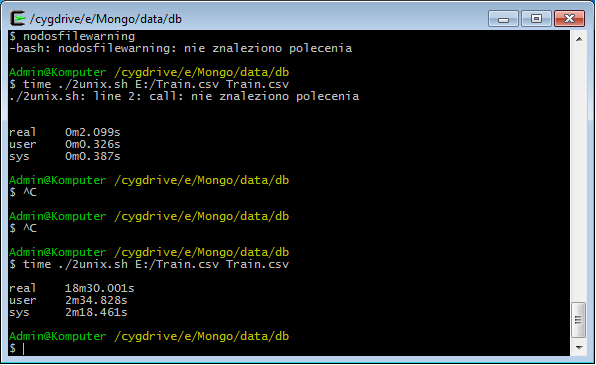 /cygdrive/e/Mongo/data/db
$ nodosfilewarning
-bash: nodosfilewarning: nie znaleziono polecenia
Admin@Komputer /cygdrive/e/Mongo/data/db
$ time ./2unix.sh E:/Train.csv Train.csv
./2unix.sh: line 2: call: nie znaleziono polecenia
real 0m2.099s
user 0m0.326s
sys 0m0.387s
Admin@Komputer /cygdrive/e/Mongo/data/db
$ ^C
Admin@Komputer /cygdrive/e/Mongo/data/db
$ ^C
Admin@Komputer /cygdrive/e/Mongo/data/db
$ time ./2unix.sh E:/Train.csv Train.csv
real 18m30.001s
user 2m34.828s
sys 2m18.461s
Admin@Komputer /cygdrive/e/Mongo/data/db
$